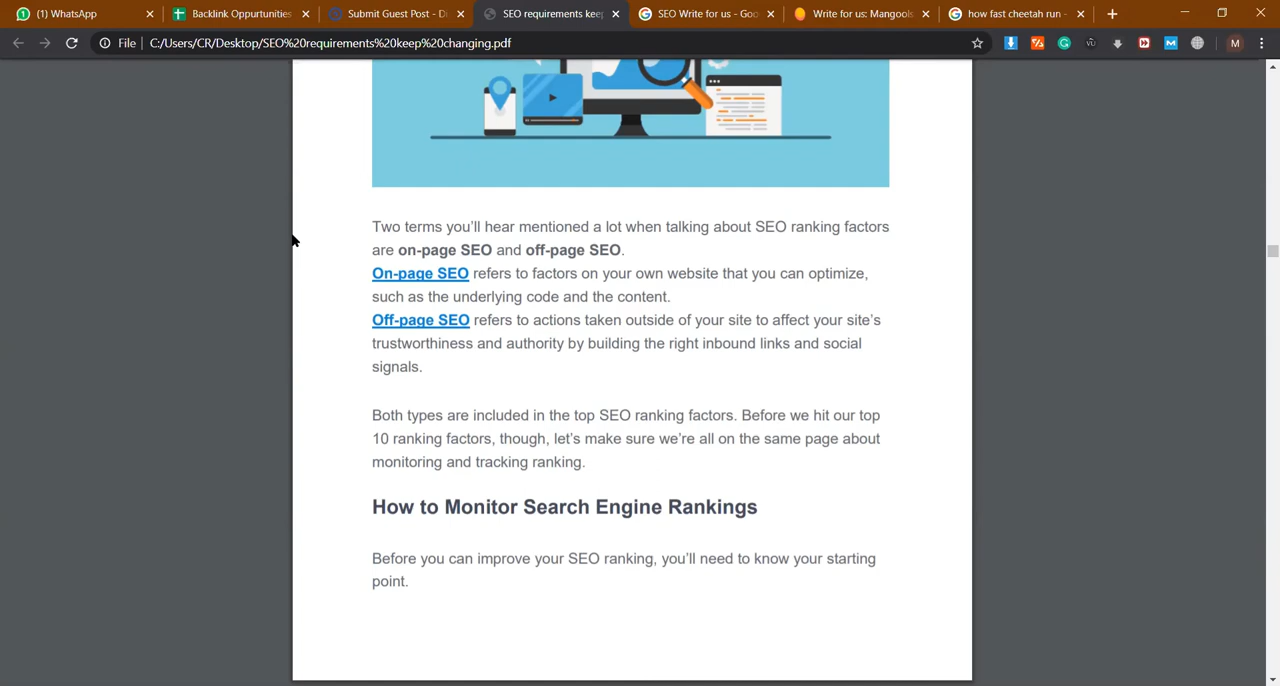 (1) WhatsApp
Backlink Oppurtunities
Submit Guest Post - D
SEO requirements kee
SEO Write for us - Goo
Write for us: Mangools
how fast cheetah run -
File
C:/Users/CR/Desktop/SEO%20requirements%20keep%20changing.pdf
M
Two terms you’ll hear mentioned a lot when talking about SEO ranking factors
are on-page SEO and off-page SEO.
On-page SEO refers to factors on your own website that you can optimize,
such as the underlying code and the content.
Off-page SEO refers to actions taken outside of your site to affect your site’s
trustworthiness and authority by building the right inbound links and social
signals.
Both types are included in the top SEO ranking factors. Before we hit our top
10 ranking factors, though, let’s make sure we’re all on the same page about
monitoring and tracking ranking.
How to Monitor Search Engine Rankings
Before you can improve your SEO ranking, you’ll need to know your starting
point.